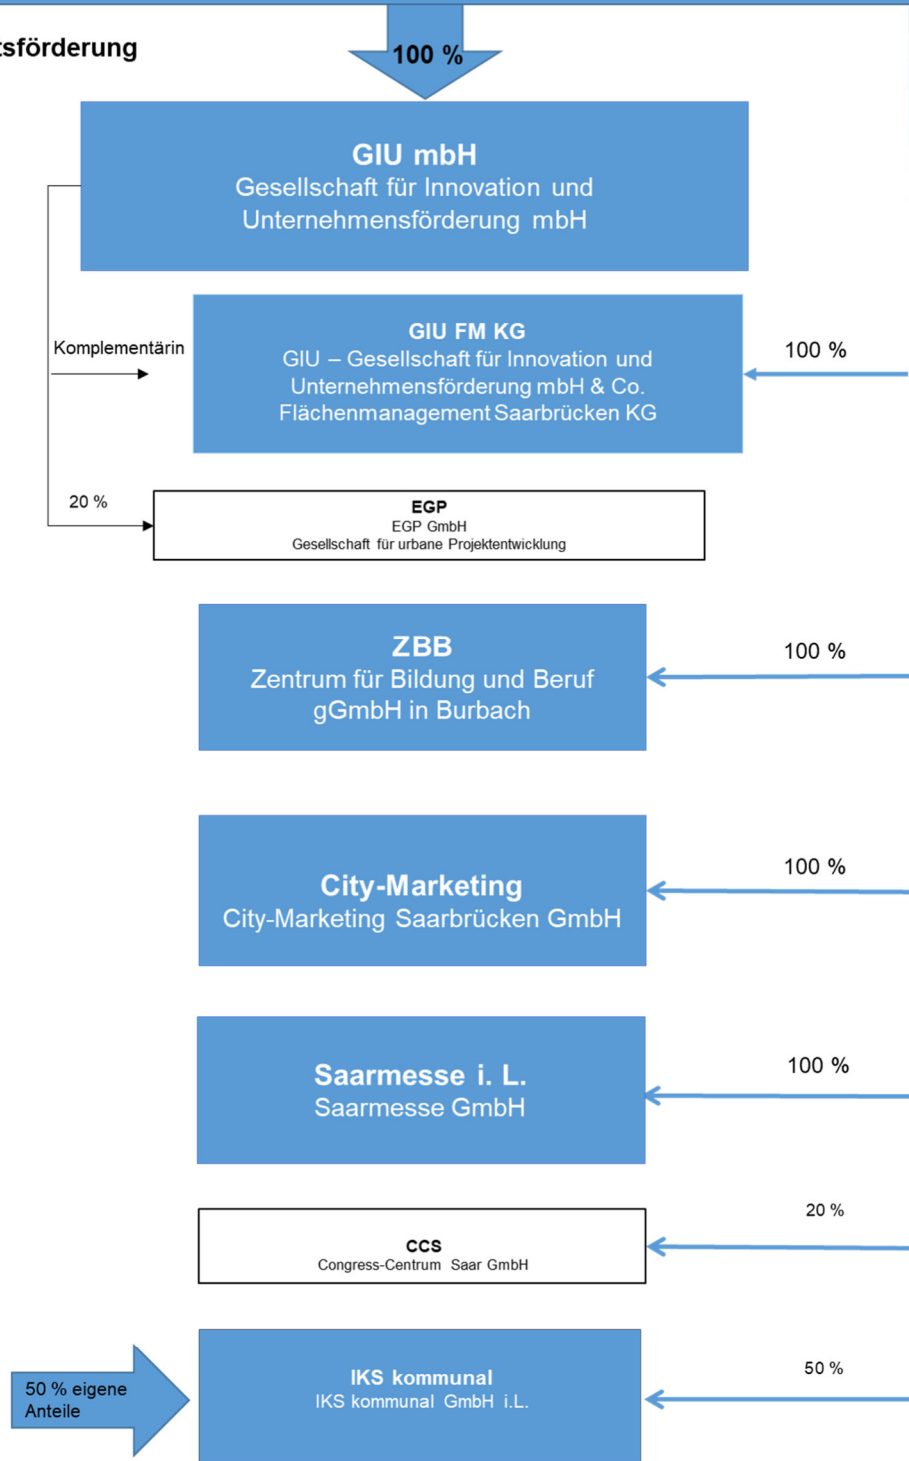 tsförderung
100 %
GIU mbH
Gesellschaft für Innovation und
Unternehmensförderung mbH
Komplementärin
GIU FM KG
GIU – Gesellschaft für Innovation und
Unternehmensförderung mbH & Co.
Flächenmanagement Saarbrücken KG
100 %
20 %
EGP
EGP GmbH
Gesellschaft für urbane Projektentwicklung
ZBB
Zentrum für Bildung und Beruf
gGmbH in Burbach
100 %
City-Marketing
City-Marketing Saarbrücken GmbH
100 %
Saarmesse i. L.
Saarmesse GmbH
100 %
CCS
Congress-Centrum Saar GmbH
20 %
50 % eigene
Anteile
IKS kommunal
IKS kommunal GmbH i.L.
50 %